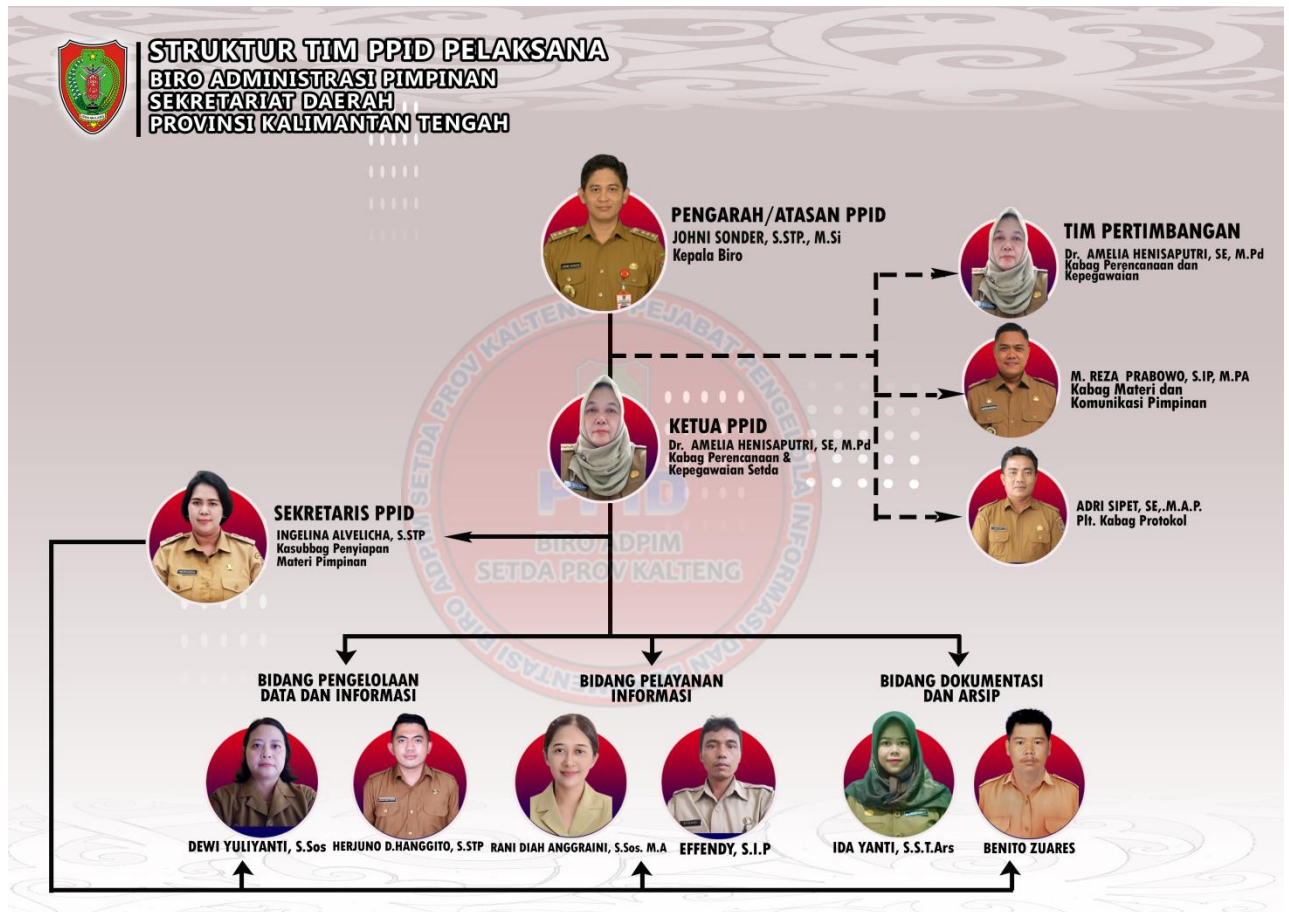 STRUKTUR TIM PPID PELAKSANA
BIRO ADMINISTRASI PIMPINAN
SEKRETARIAT DAERAH
PROVINSI KALIMANTAN TENGAH
PENGARAH/ATASAN PPID
JOHNI SONDER, S.STP., M.Si
Kepala Biro
TIM PERTIMBANGAN
Dr. AMELIA HENISAPUTRI, SE, M.Pd
Kabag Perencanaan dan
Kepegawaian
M. REZA PRABOWO, S.IP, M.PA
Kabag Materi dan
Komunikasi Pimpinan
ADRI SIPET, SE,.M.A.P.
Plt. Kabag Protokol
KETUA PPID
Dr. AMELIA HENISAPUTRI, SE, M.Pd
Kabag Perencanaan &
Kepegawaian Setda
SEKRETARIS PPID
INGELINA ALVELICHA, S.STP
Kasubbag Penyiapan
Materi Pimpinan
PPID
BIRO ADPIM
SETDA PROV KALTENG
BIDANG PENGELOLAAN
DATA DAN INFORMASI
BIDANG PELAYANAN
INFORMASI
BIDANG DOKUMENTASI
DAN ARSIP
DEWI YULIYANTI, S.Sos
HERJUNO D.HANGGITO, S.STP
RANI DIAH ANGGRAINI, S.Sos. M.A
EFFENDY, S.I.P
IDA YANTI, S.S.T.Ars
BENITO ZUARES